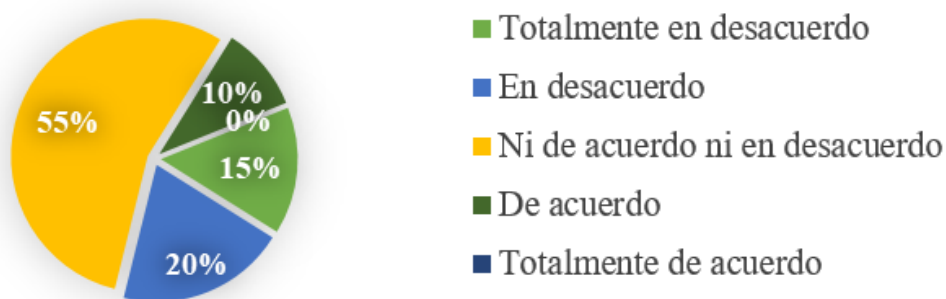 10%
0%
55%
15%
20%
Totalmente en desacuerdo
En desacuerdo
Ni de acuerdo ni en desacuerdo
De acuerdo
Totalmente de acuerdo